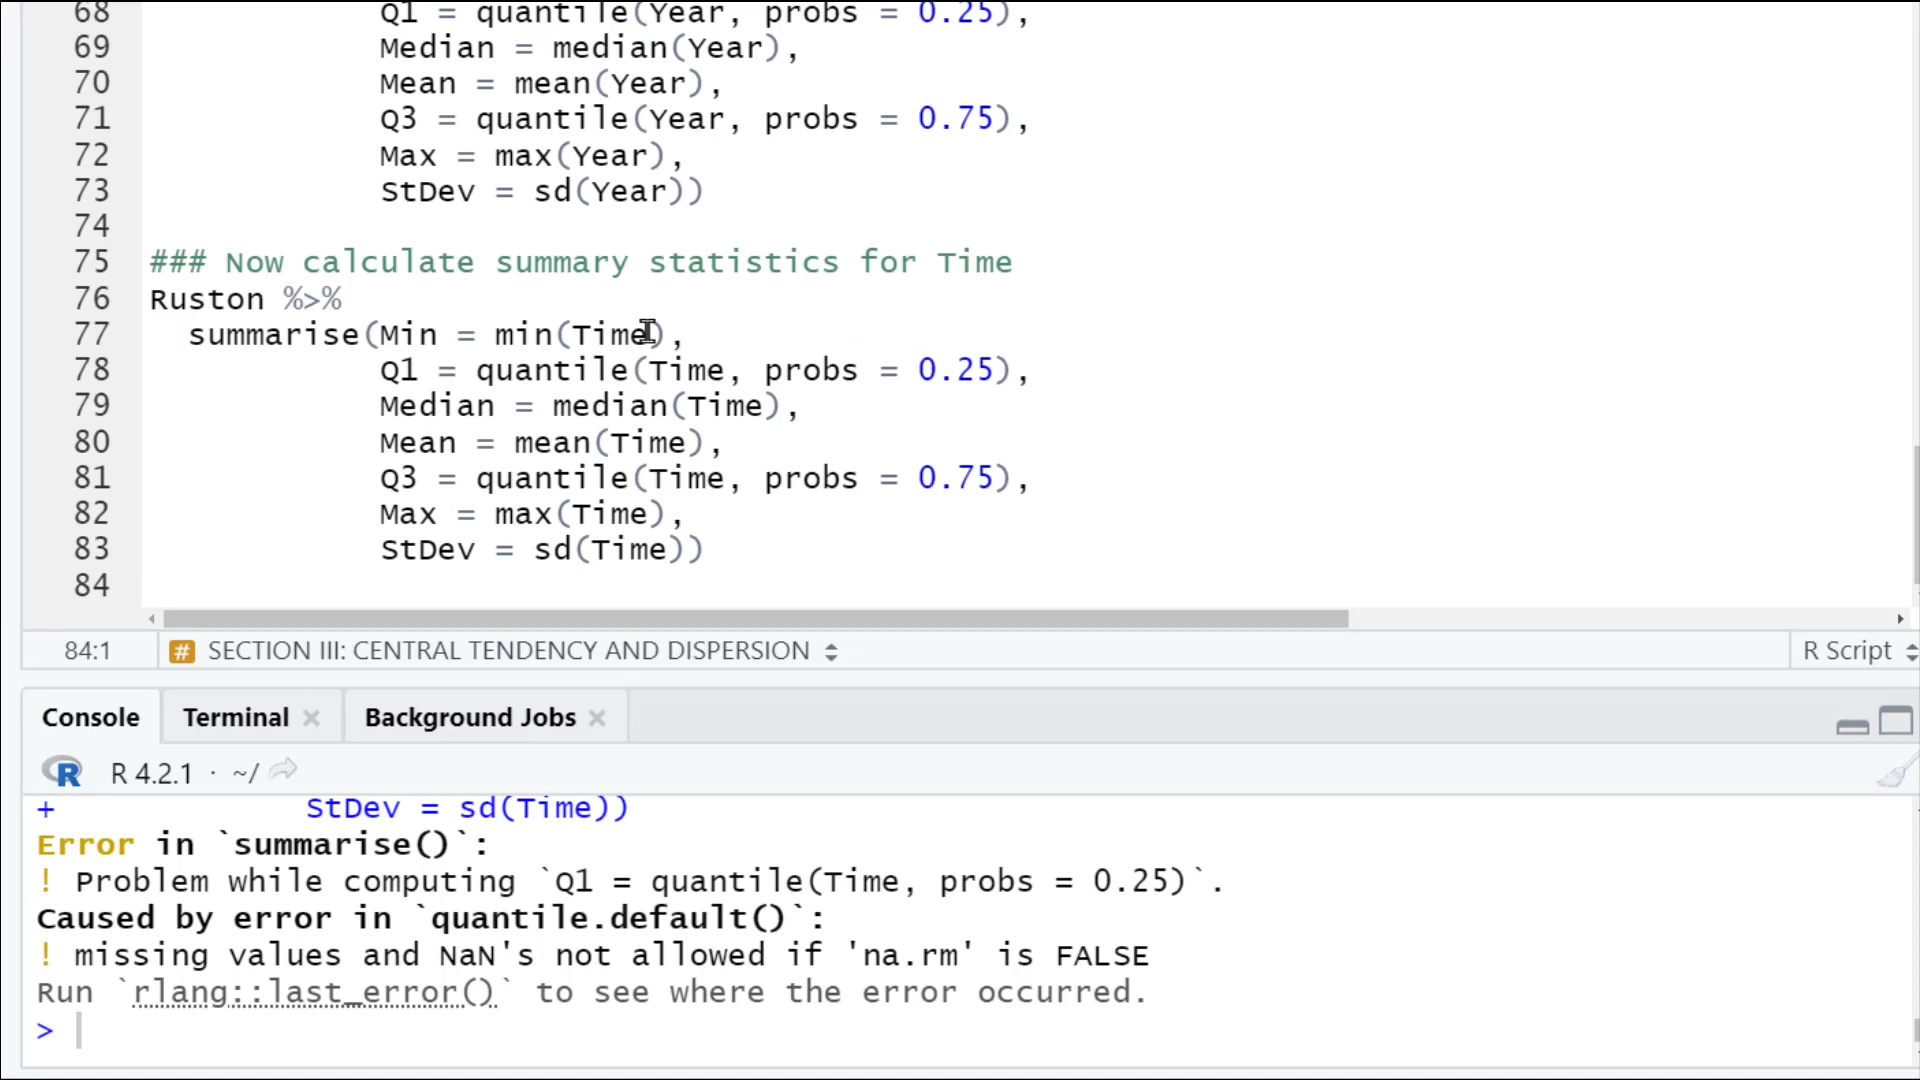 68 Q1 = quantile(Year, probs = 0.25),
69 Median = median(Year),
70 Mean = mean(Year),
71 Q3 = quantile(Year, probs = 0.75),
72 Max = max(Year),
73 StDev = sd(Year))
74
75 ### Now calculate summary statistics for Time
76 Ruston %>%
77 summarise(Min = min(Time),
78 Q1 = quantile(Time, probs = 0.25),
79 Median = median(Time),
80 Mean = mean(Time),
81 Q3 = quantile(Time, probs = 0.75),
82 Max = max(Time),
83 StDev = sd(Time))
84
84:1 # SECTION III: CENTRAL TENDENCY AND DISPERSION R Script
Console Terminal Background Jobs
R R 4.2.1 · ~/
+ StDev = sd(Time))
Error in `summarise()`:
! Problem while computing `Q1 = quantile(Time, probs = 0.25)`.
Caused by error in `quantile.default()`:
! missing values and NaN's not allowed if 'na.rm' is FALSE
Run `rlang::last_error()` to see where the error occurred.
>